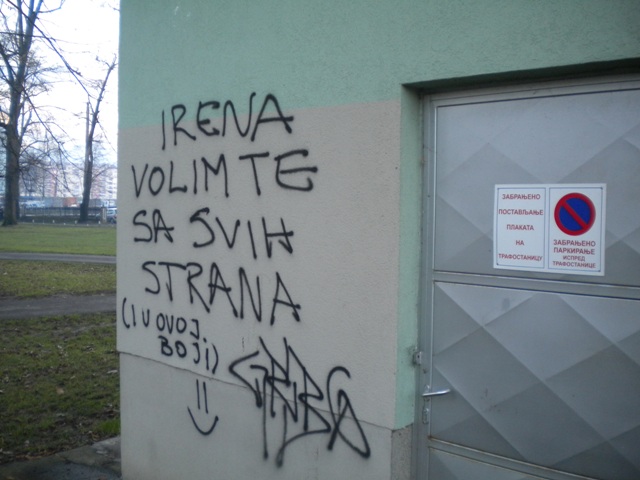 IRENA
VOLIM TE
SA SVIH
STRANA
(I U OVOJ
BOJI)
ЗАБРАЊЕНО
ПОСТАВЉАЊЕ
ПЛАКАТА
НА
ТРАФОСТАНИЦУ
ЗАБРАЊЕНО
ПАРКИРАЊЕ
ИСПРЕД
ТРАФОСТАНИЦЕ